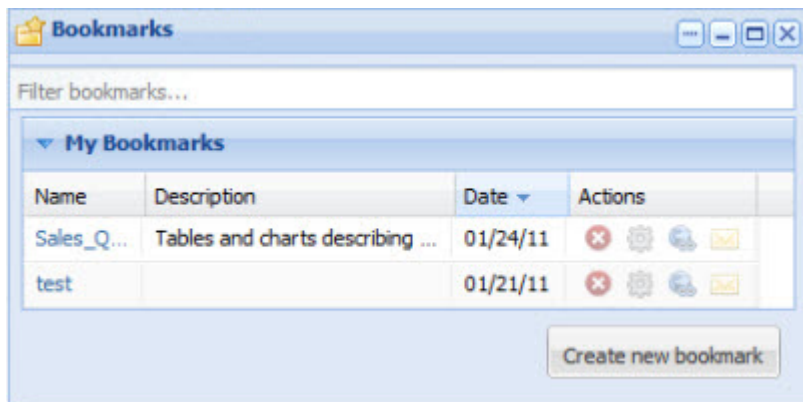 Bookmarks
Filter bookmarks...
My Bookmarks
Name Description Date Actions
Sales_Q... Tables and charts describing ... 01/24/11
test 01/21/11
Create new bookmark